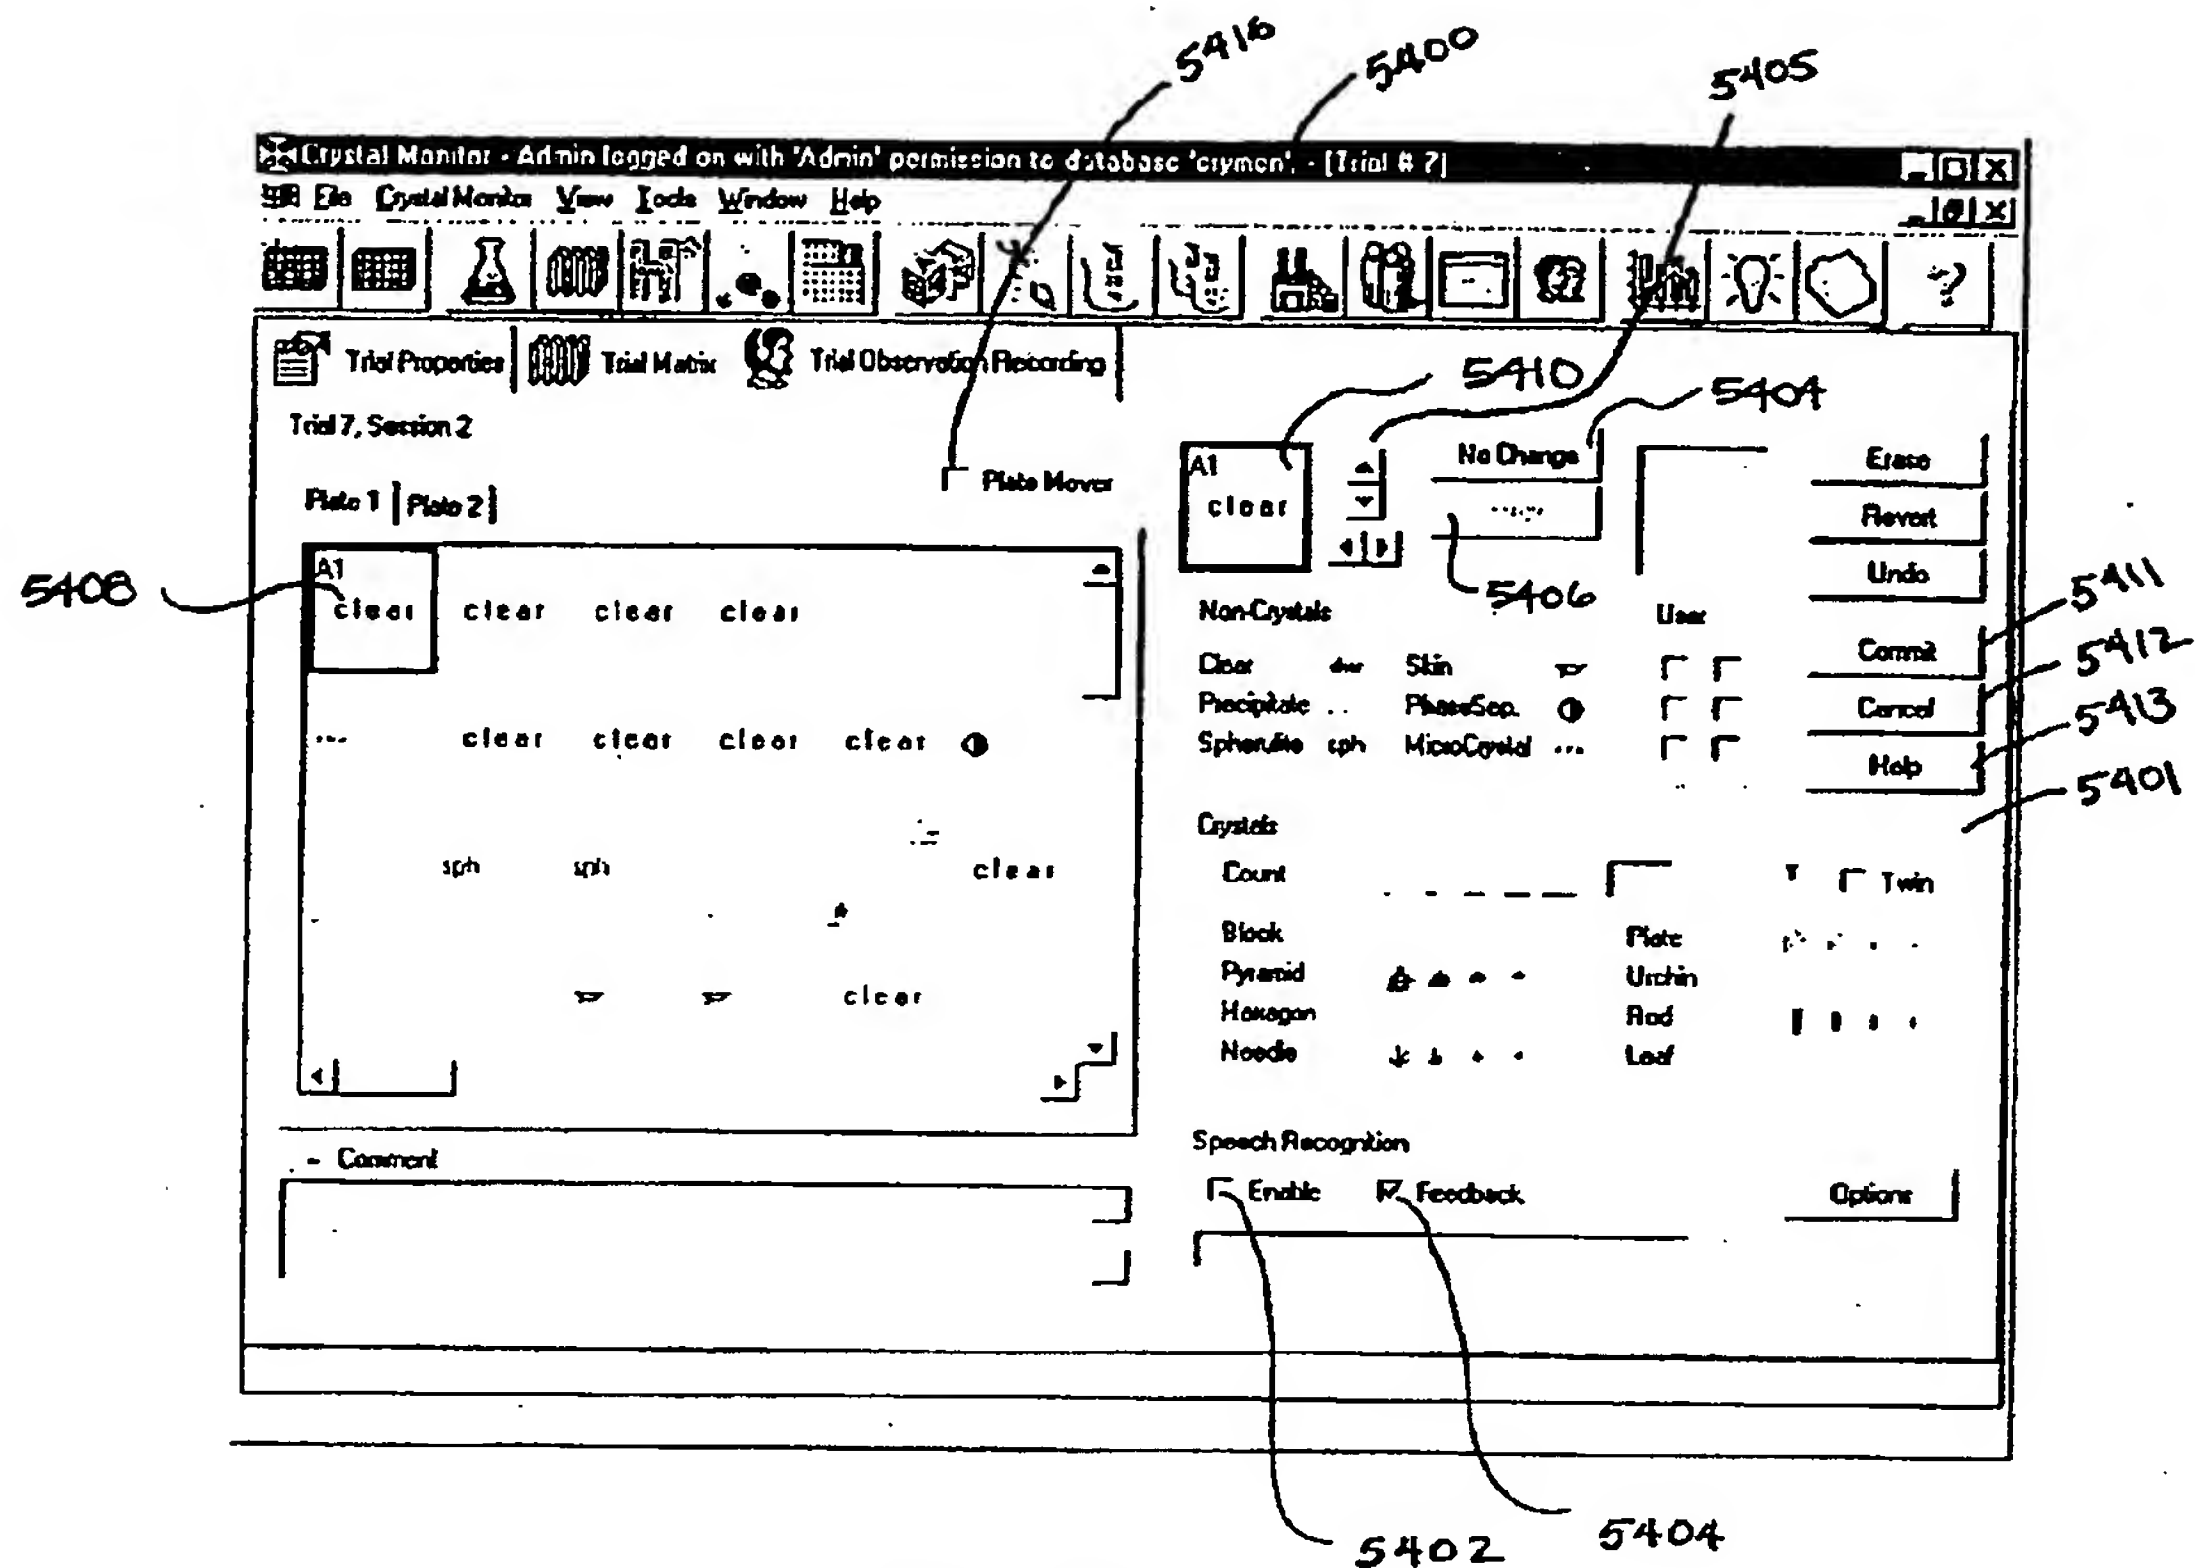 5416 5400 5405
Crystal Monitor - Admin logged on with 'Admin' permission to database 'crymon'. - [Trial # 7]
File Crystal Monitor View Tools Window Help
Trial Properties Trial Matrix Trial Observation Recording
5410 5404
Trial 7, Session 2
Plate Mover
Plate 1 Plate 2
A1 clear
No Change
Erase
Revert
Undo
5406
5408
A1
clear clear clear clear
clear clear clear clear
sph sph clear
clear
Non-Crystals User
Clear clear Skin
Precipitate PhaseSep.
Spherulite sph MicroCrystal
Commit 5411
Cancel 5412
Help 5413
5401
Crystals
Count Twin
Block Plate
Pyramid Urchin
Hexagon Rod
Needle Leaf
Comment
Speech Recognition
Enable Feedback Options
5402 5404